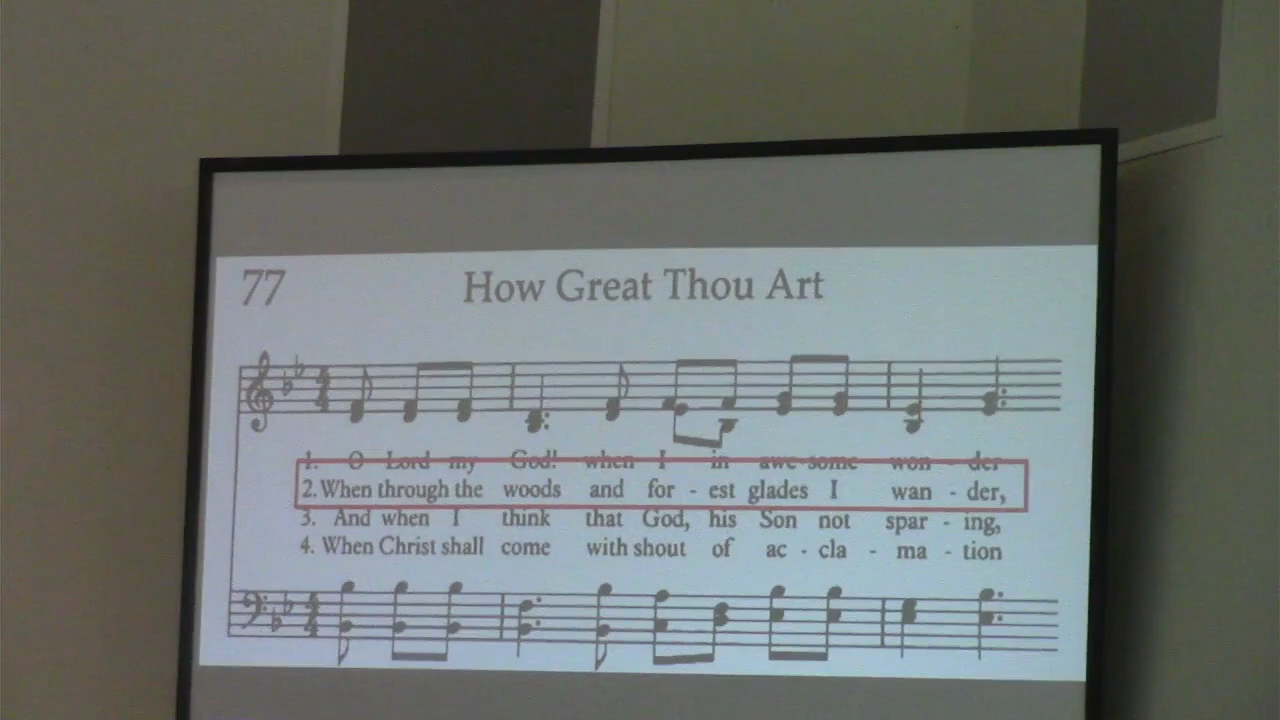 77 How Great Thou Art
1. O Lord my God! when I in awe-some won - der
2. When through the woods and for - est glades I wan - der,
3. And when I think that God, his Son not spar - ing,
4. When Christ shall come with shout of ac - cla - ma - tion